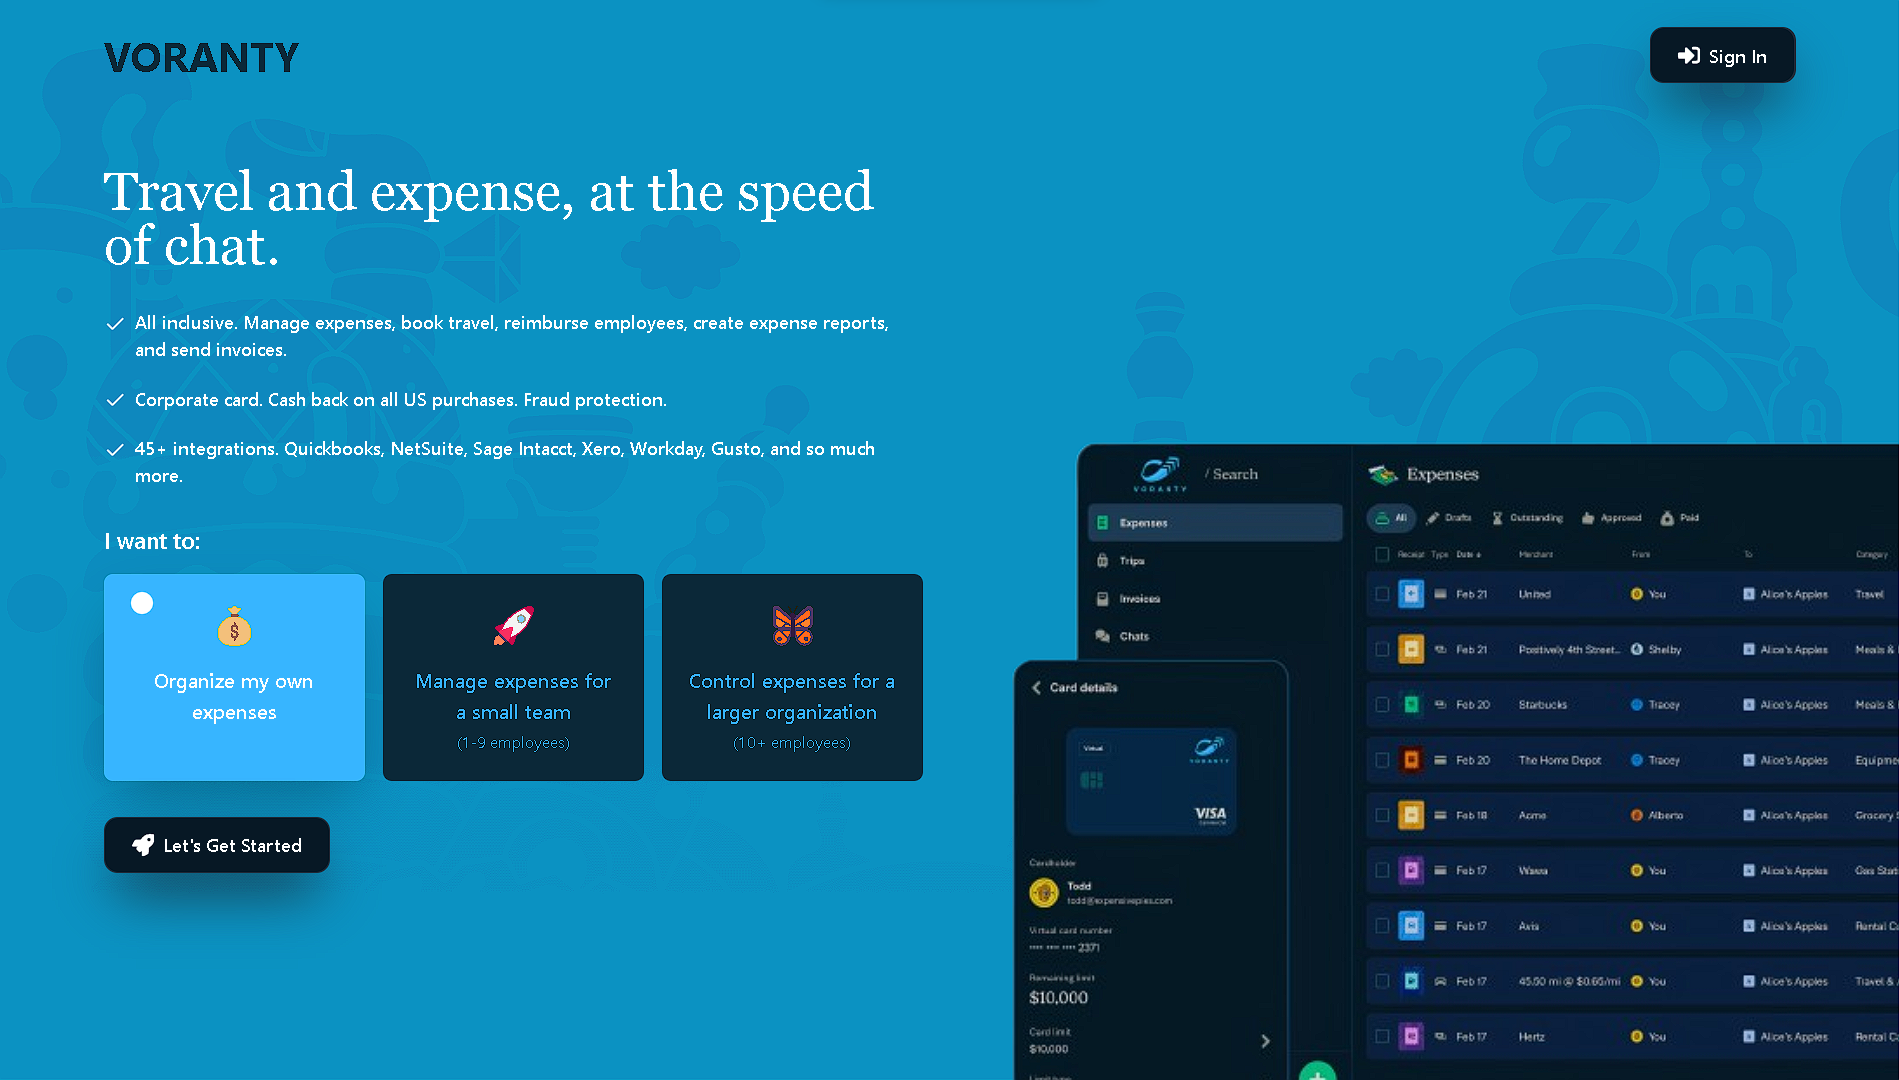 VORANTY
Sign In
Travel and expense, at the speed
of chat.
All inclusive. Manage expenses, book travel, reimburse employees, create expense reports,
and send invoices.
Corporate card. Cash back on all US purchases. Fraud protection.
45+ integrations. Quickbooks, NetSuite, Sage Intacct, Xero, Workday, Gusto, and so much
more.
I want to:
Organize my own
expenses
Manage expenses for
a small team
(1-9 employees)
Control expenses for a
larger organization
(10+ employees)
Let's Get Started
VORANTY
/ Search
Expenses
Trips
Invoices
Chats
Expenses
All Drafts Outstanding Approved Paid
Receipt Type Date Merchant From To Category
Feb 21 United You Alice's Apples Travel
Feb 21 Positively 4th Street... Shelby Alice's Apples Meals &
Feb 20 Starbucks Tracey Alice's Apples Meals &
Feb 20 The Home Depot Tracey Alice's Apples Equipme
Feb 18 Acme Alberto Alice's Apples Grocery
Feb 17 Wawa You Alice's Apples Gas Stat
Feb 17 Avis You Alice's Apples Rental C
Feb 17 45.50 mi @ $0.65/mi You Alice's Apples Travel &
Feb 17 Hertz You Alice's Apples Rental C
Card details
Virtual
VORANTY
VISA
Cardholder
Todd
todd@expensivepies.com
Virtual card number
•••• •••• •••• 2371
Remaining limit
$10,000
Card limit
$10,000